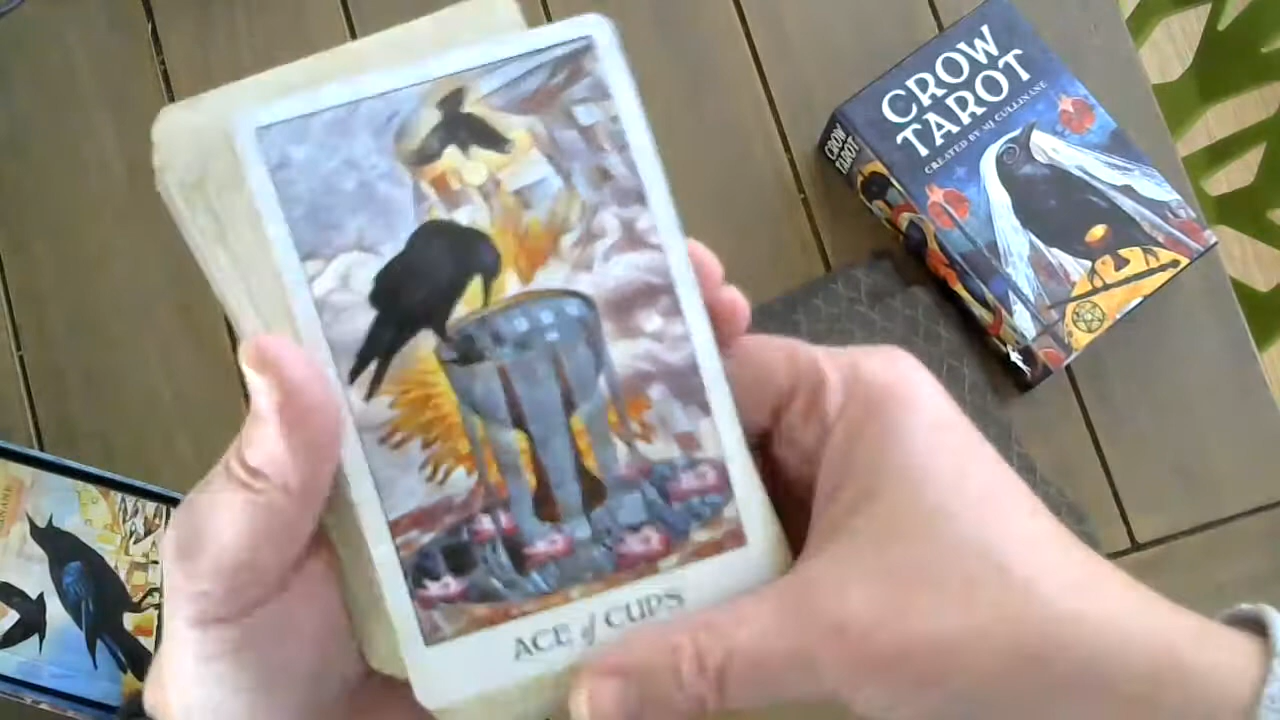 CROW
TAROT
CREATED BY MJ CULLINANE
CROW
TAROT
ACE of CUPS